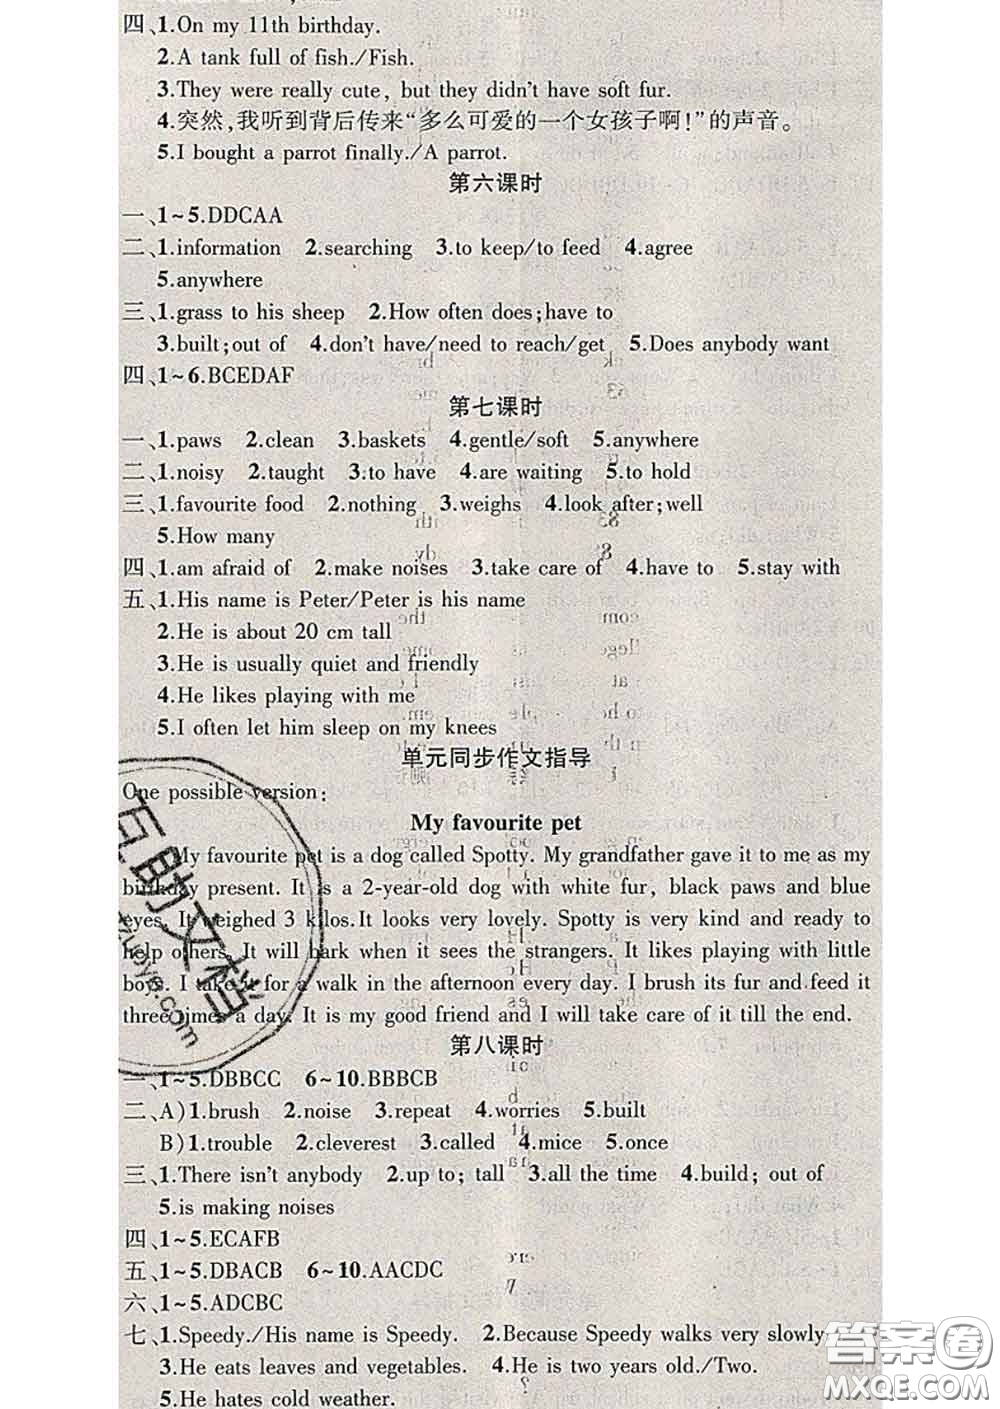 四、1.On my 11th birthday.
2.A tank full of fish./Fish.
3.They were really cute, but they didn't have soft fur.
4.突然,我听到背后传来“多么可爱的一个女孩子啊!”的声音。
5.I bought a parrot finally./A parrot.
第六课时
一、1~5.DDCAA
二、1.information 2.searching 3.to keep/to feed 4.agree
5.anywhere
三、1.grass to his sheep 2.How often does;have to
3.built;out of 4.don't have/need to reach/get 5.Does anybody want
四、1~6.BCEDAF
第七课时
一、1.paws 2.clean 3.baskets 4.gentle/soft 5.anywhere
二、1.noisy 2.taught 3.to have 4.are waiting 5.to hold
三、1.favourite food 2.nothing 3.weighs 4.look after;well
5.How many
四、1.am afraid of 2.make noises 3.take care of 4.have to 5.stay with
五、1.His name is Peter/Peter is his name
2.He is about 20 cm tall
3.He is usually quiet and friendly
4.He likes playing with me
5.I often let him sleep on my knees
单元同步作文指导
One possible version:
My favourite pet
My favourite pet is a dog called Spotty. My grandfather gave it to me as my
birthday present. It is a 2-year-old dog with white fur, black paws and blue
eyes. It weighed 3 kilos.It looks very lovely. Spotty is very kind and ready to
help others. It will bark when it sees the strangers. It likes playing with little
boys. I take it for a walk in the afternoon every day. I brush its fur and feed it
three times a day. It is my good friend and I will take care of it till the end.
第八课时
一、1~5.DBBCC 6~10.BBBCB
二、A)1.brush 2.noise 3.repeat 4.worries 5.built
B)1.trouble 2.cleverest 3.called 4.mice 5.once
三、1.There isn't anybody 2.up to; tall 3.all the time 4.build; out of
5.is making noises
四、1~5.ECAFB
五、1~5.DBACB 6~10.AACDC
六、1~5.ADCBC
七、1.Speedy./His name is Speedy. 2.Because Speedy walks very slowly.
3.He eats leaves and vegetables. 4.He is two years old./Two.
5.He hates cold weather.
答案圈
MXQE.COM